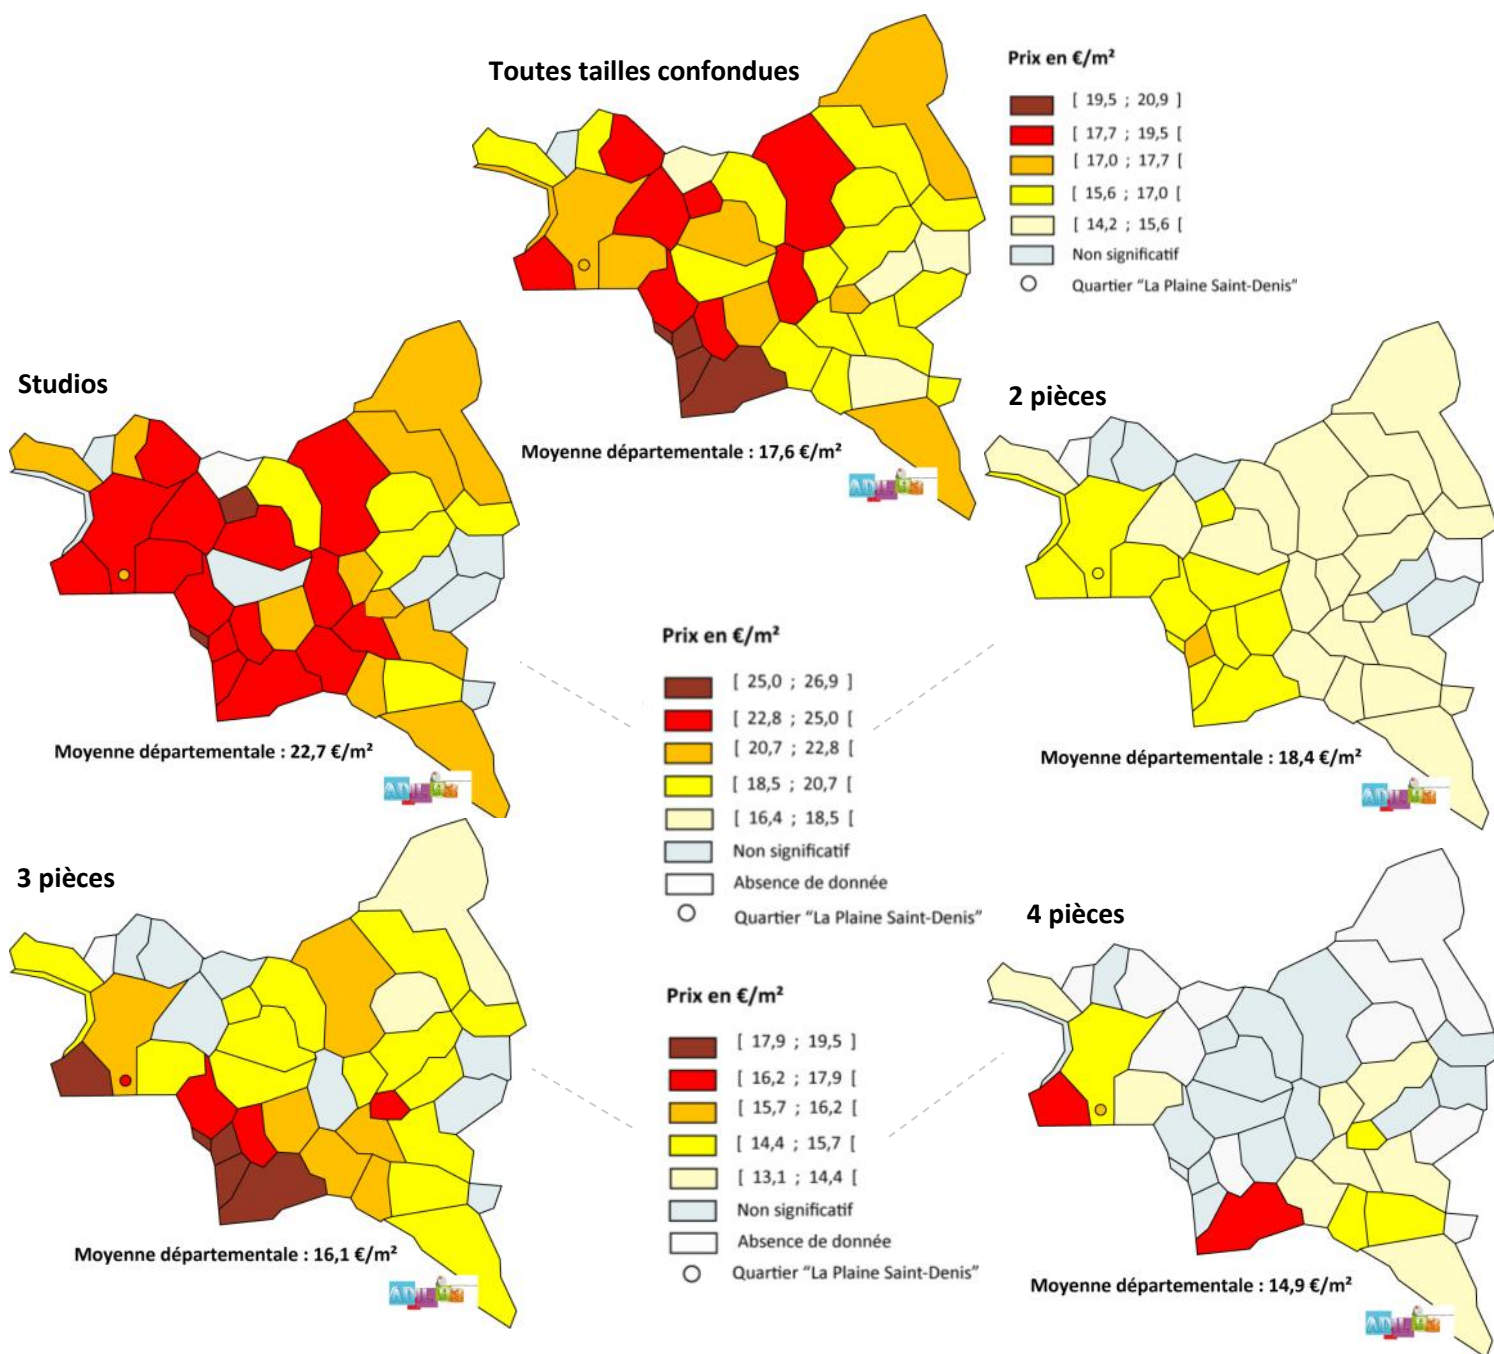 Toutes tailles confondues
Prix en €/m²
[ 19,5 ; 20,9 ]
[ 17,7 ; 19,5 [
[ 17,0 ; 17,7 [
[ 15,6 ; 17,0 [
[ 14,2 ; 15,6 [
Non significatif
Quartier "La Plaine Saint-Denis"
Moyenne départementale : 17,6 €/m²
Studios
Moyenne départementale : 22,7 €/m²
2 pièces
Moyenne départementale : 18,4 €/m²
Prix en €/m²
[ 25,0 ; 26,9 ]
[ 22,8 ; 25,0 [
[ 20,7 ; 22,8 [
[ 18,5 ; 20,7 [
[ 16,4 ; 18,5 [
Non significatif
Absence de donnée
Quartier "La Plaine Saint-Denis"
3 pièces
Moyenne départementale : 16,1 €/m²
4 pièces
Moyenne départementale : 14,9 €/m²
Prix en €/m²
[ 17,9 ; 19,5 ]
[ 16,2 ; 17,9 [
[ 15,7 ; 16,2 [
[ 14,4 ; 15,7 [
[ 13,1 ; 14,4 [
Non significatif
Absence de donnée
Quartier "La Plaine Saint-Denis"